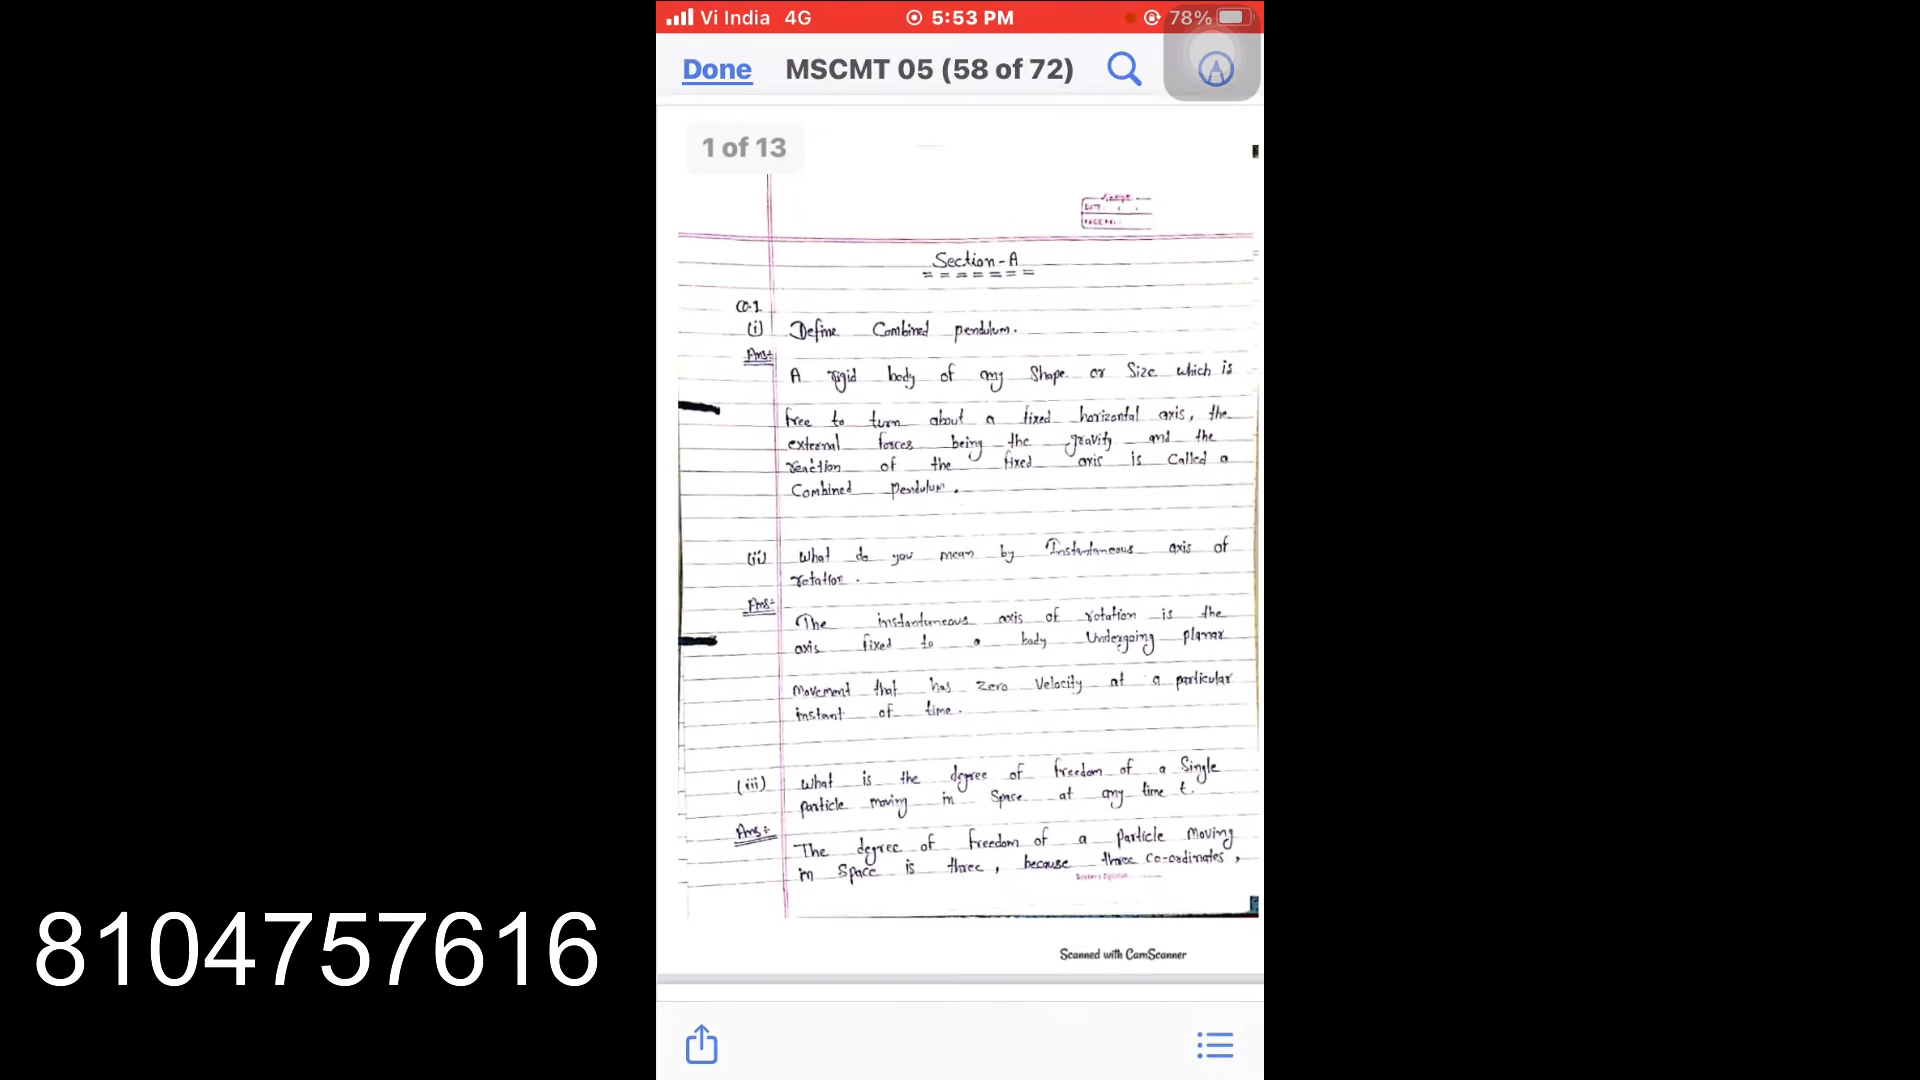 Vi India 4G 5:53 PM 78%
Done MSCMT 05 (58 of 72)
1 of 13
Section-A
Q.1
(i) Define Combined pendulum.
Ans:-
A rigid body of any Shape or Size which is
free to turn about a fixed horizontal axis, the
external forces being the gravity and the
reaction of the fixed axis is Called a
Combined pendulum.
(ii) What do you mean by Instantaneous axis of
rotation.
Ans:-
The instantuneous axis of rotation is the
axis fixed to a body Undergoing planar
Movement that has zero Velocity at a particular
instant of time.
(iii) What is the degree of freedom of a Single
particle moving in Space at any time t.
Ans:-
The degree of freedom of a particle moving
in Space is three, because three co-ordinates,
Scanned with CamScanner
8104757616